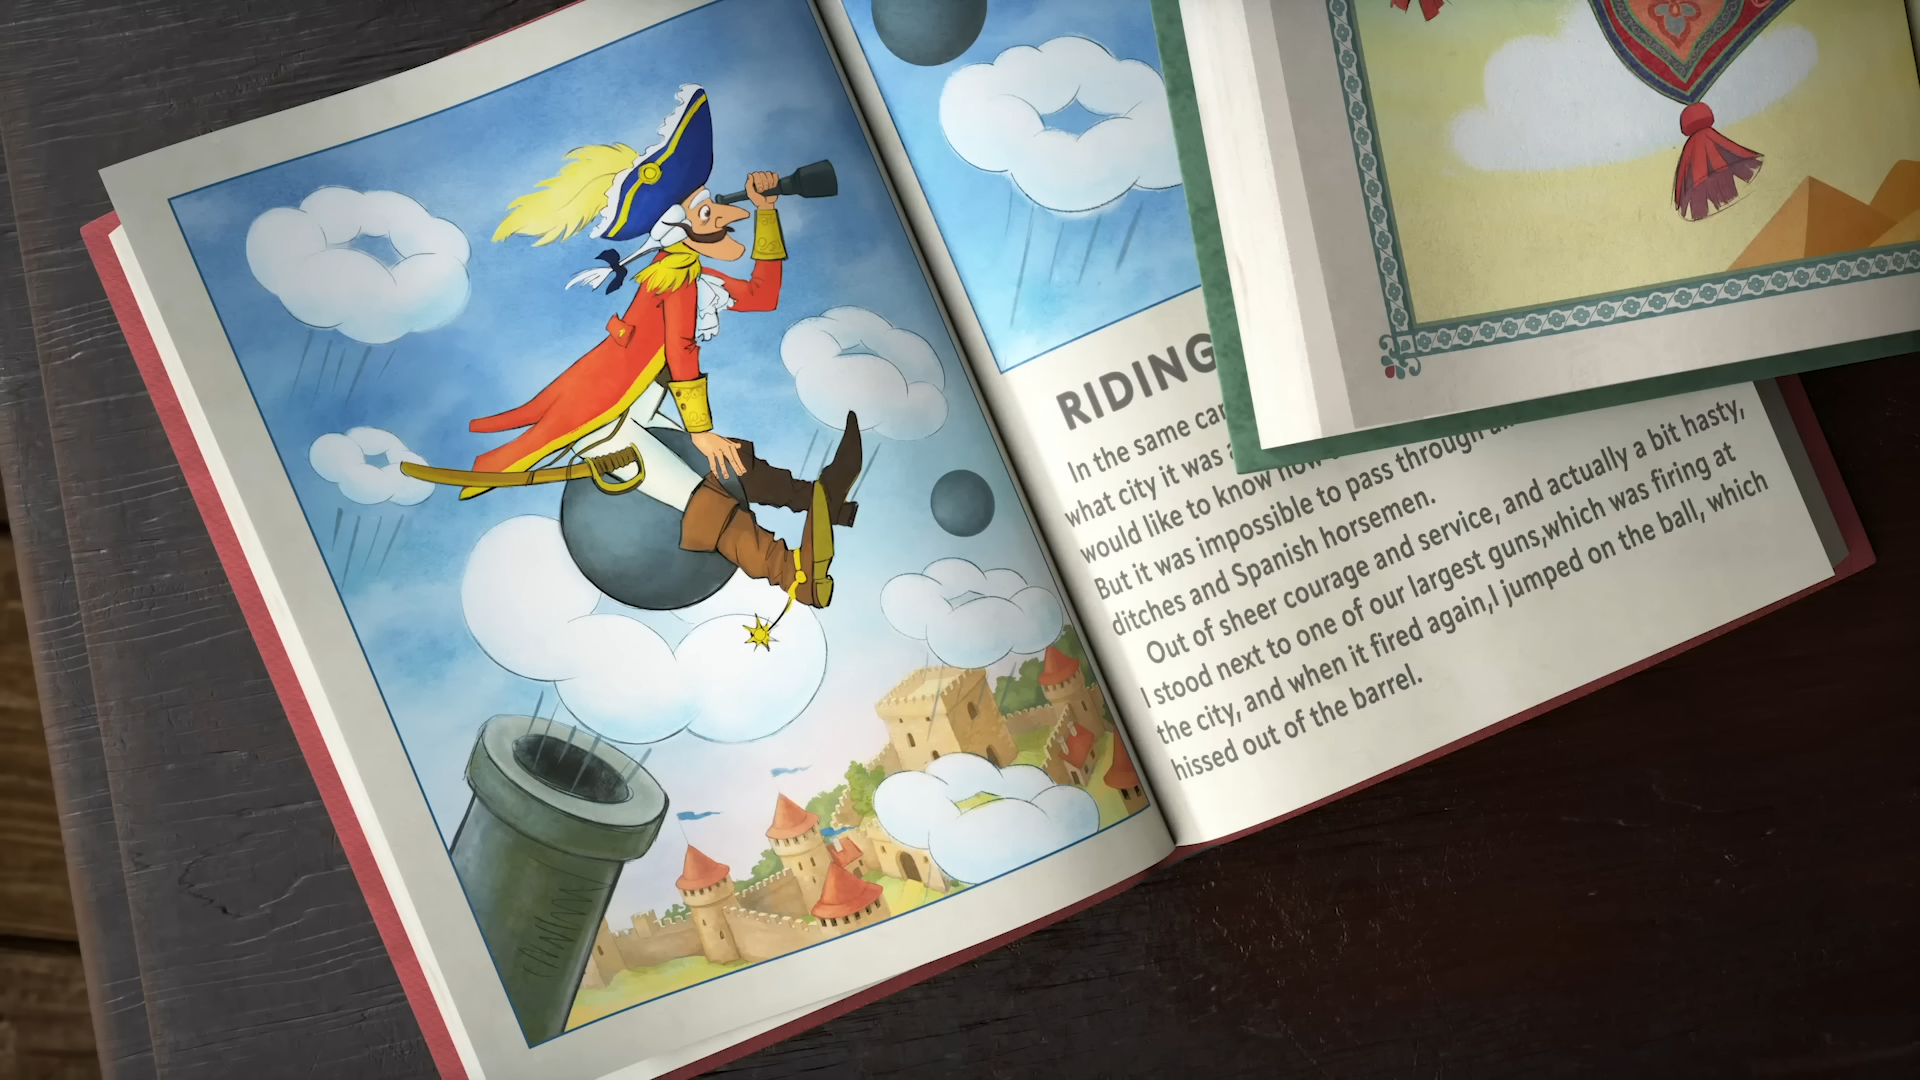 RIDING
In the same
what city it was
would like to know how
But it was impossible to pass through
ditches and Spanish horsemen.
Out of sheer courage and service, and actually a bit hasty,
I stood next to one of our largest guns,which was firing at
the city, and when it fired again,I jumped on the ball, which
hissed out of the barrel.